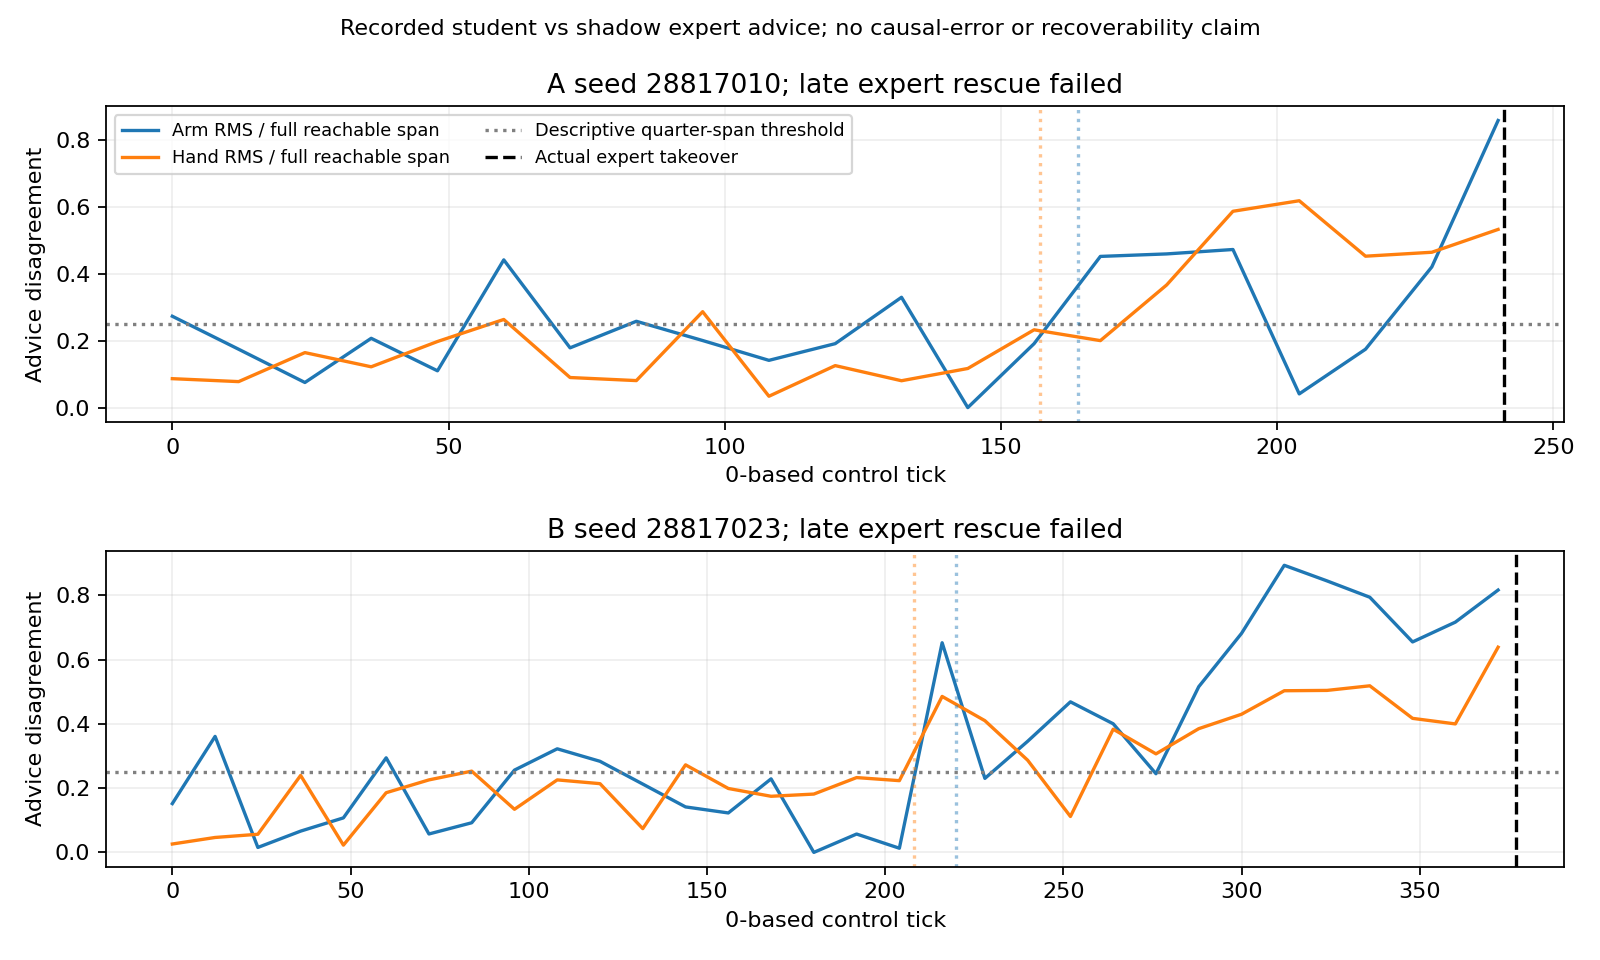 Recorded student vs shadow expert advice; no causal-error or recoverability claim
A seed 28817010; late expert rescue failed
Arm RMS / full reachable span
Hand RMS / full reachable span
Descriptive quarter-span threshold
Actual expert takeover
Advice disagreement
0.8
0.6
0.4
0.2
0.0
0 50 100 150 200 250
0-based control tick
B seed 28817023; late expert rescue failed
Advice disagreement
0.8
0.6
0.4
0.2
0.0
0 50 100 150 200 250 300 350
0-based control tick